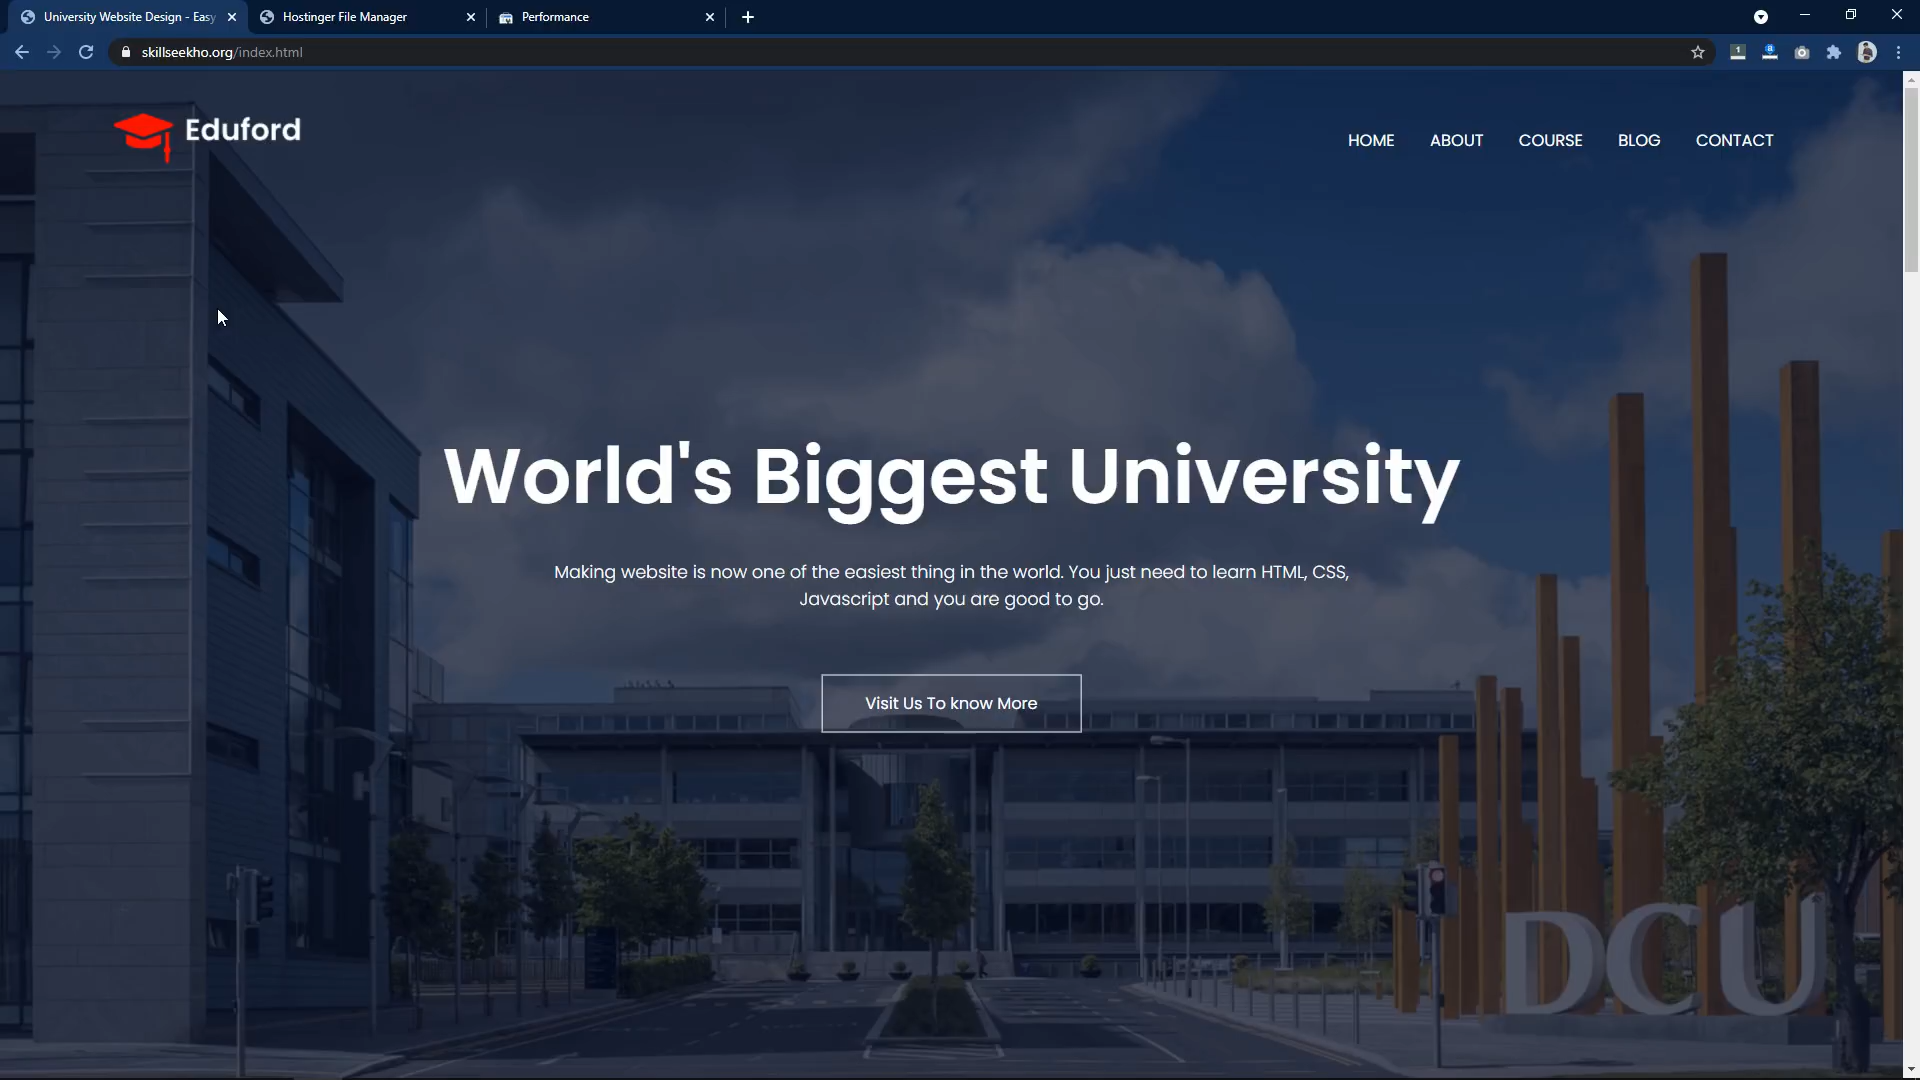 University Website Design - Easy
Hostinger File Manager
Performance
skillseekho.org/index.html
Eduford
HOME
ABOUT
COURSE
BLOG
CONTACT
World's Biggest University
Making website is now one of the easiest thing in the world. You just need to learn HTML, CSS,
Javascript and you are good to go.
Visit Us To know More
DCU